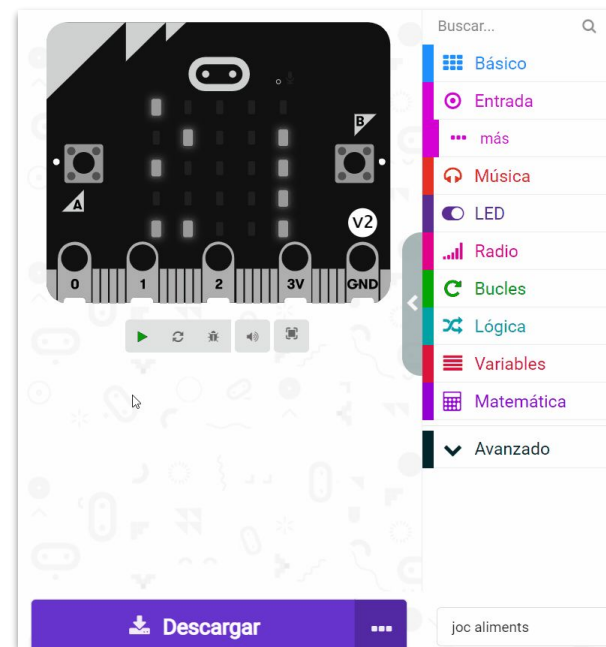 Buscar...
Básico
Entrada
más
Música
LED
Radio
Bucles
Lógica
Variables
Matemática
Avanzado
B
A
V2
0 1 2 3V GND
Descargar
joc aliments